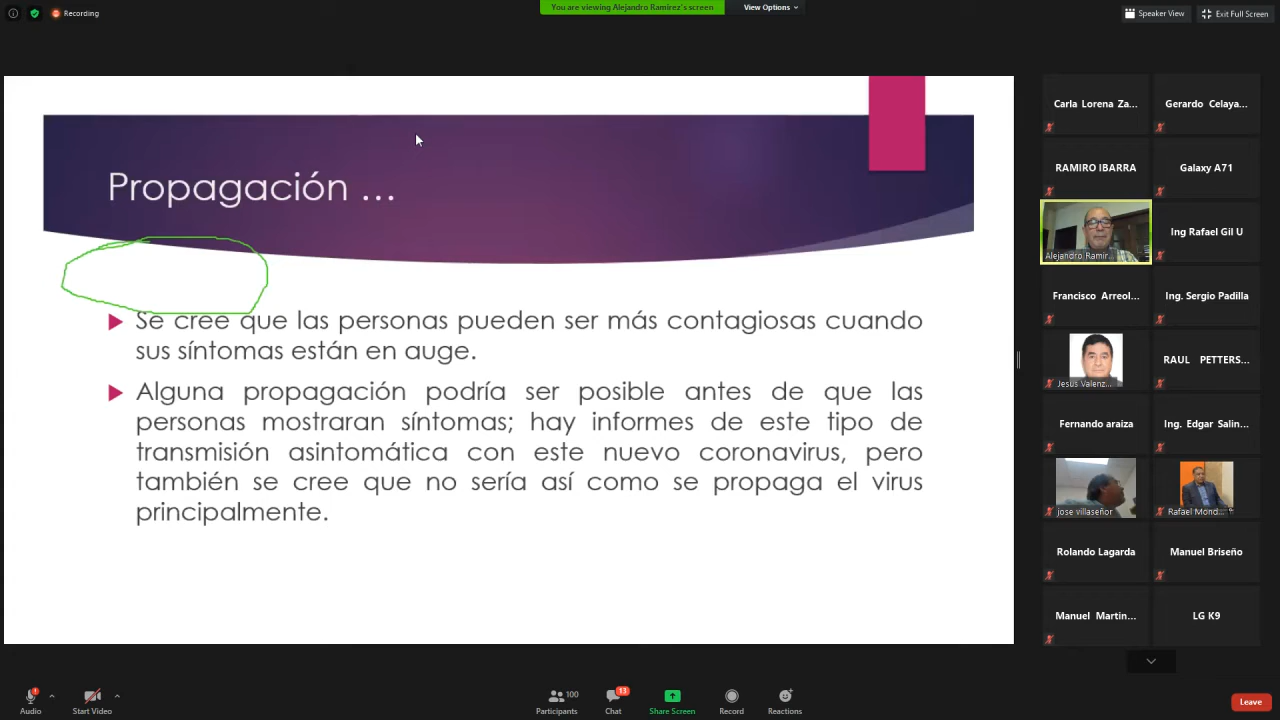 Recording
You are viewing Alejandro Ramirez's screen
View Options
Speaker View
Exit Full Screen
Propagación ...
Se cree que las personas pueden ser más contagiosas cuando
sus síntomas están en auge.
Alguna propagación podría ser posible antes de que las
personas mostraran síntomas; hay informes de este tipo de
transmisión asintomática con este nuevo coronavirus, pero
también se cree que no sería así como se propaga el virus
principalmente.
Carla Lorena Za...
Gerardo Celaya...
RAMIRO IBARRA
Galaxy A71
Alejandro Ramir...
Ing Rafael Gil U
Francisco Arreol...
Ing. Sergio Padilla
Jesus Valenz...
RAUL PETTERS...
Fernando araiza
Ing. Edgar Salin...
jose villaseñor
Rafael Mond...
Rolando Lagarda
Manuel Briseño
Manuel Martin...
LG K9
Audio
Start Video
100
Participants
13
Chat
Share Screen
Record
Reactions
Leave